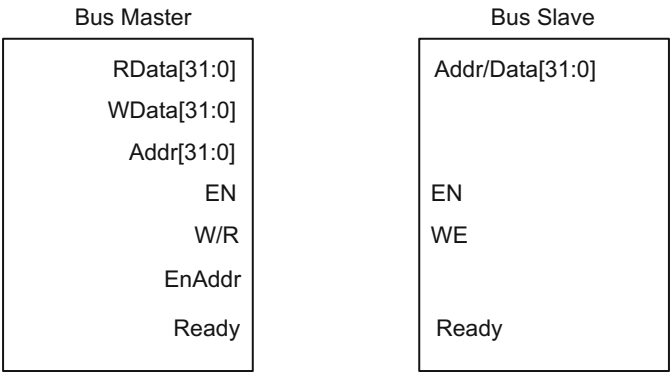 Bus Master
Bus Slave
RData[31:0]
Addr/Data[31:0]
WData[31:0]
Addr[31:0]
EN
EN
W/R
WE
EnAddr
Ready
Ready